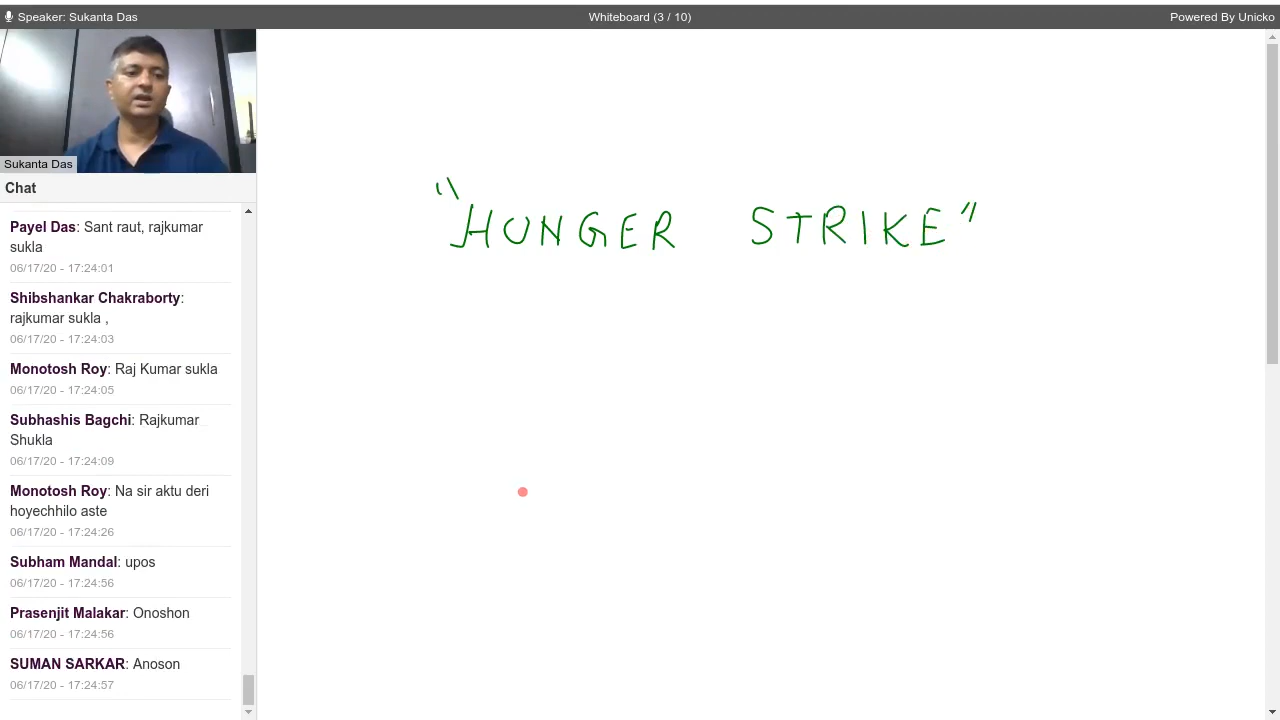 Speaker: Sukanta Das
Whiteboard (3 / 10)
Powered By Unicko
Sukanta Das
Chat
Payel Das: Sant raut, rajkumar
sukla
06/17/20 - 17:24:01
Shibshankar Chakraborty:
rajkumar sukla ,
06/17/20 - 17:24:03
Monotosh Roy: Raj Kumar sukla
06/17/20 - 17:24:05
Subhashis Bagchi: Rajkumar
Shukla
06/17/20 - 17:24:09
Monotosh Roy: Na sir aktu deri
hoyechhilo aste
06/17/20 - 17:24:26
Subham Mandal: upos
06/17/20 - 17:24:56
Prasenjit Malakar: Onoshon
06/17/20 - 17:24:56
SUMAN SARKAR: Anoson
06/17/20 - 17:24:57
"HUNGER STRIKE"